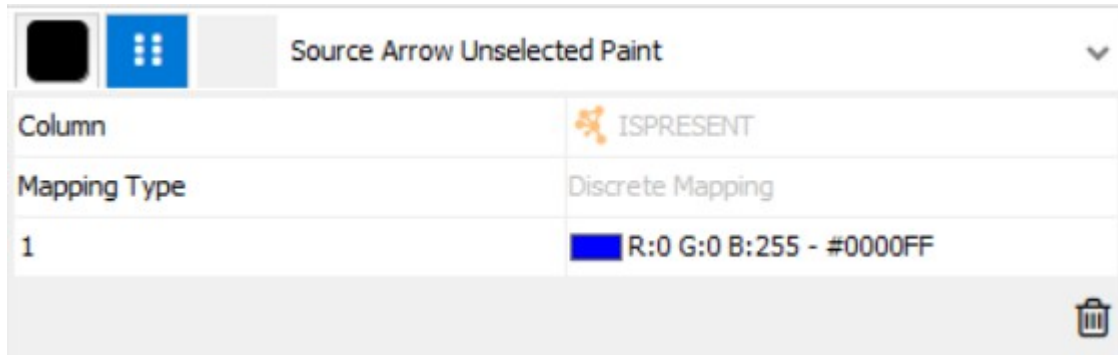 Source Arrow Unselected Paint
Column ISPRESENT
Mapping Type Discrete Mapping
1 R:0 G:0 B:255 - #0000FF